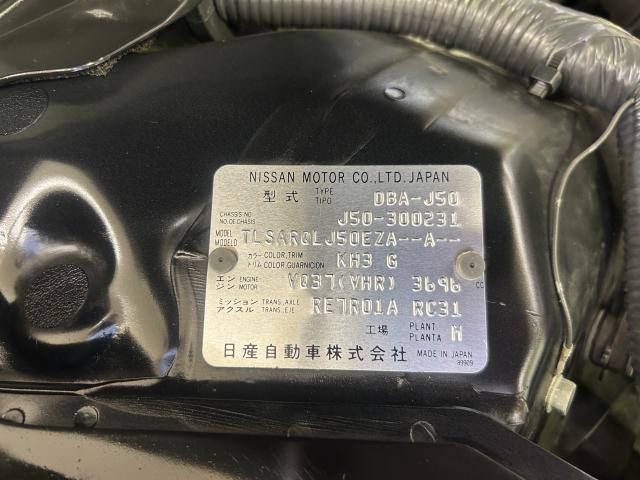 NISSAN MOTOR CO.,LTD. JAPAN
型式 TYPE TIPO DBA-J50
CHASSIS NO. NO. DE CHASIS J50-300231
MODEL MODELO TLSARQLJ50EZA--A--
カラー COLOR, TRIM トリム COLOR, GUARNICION KH3 G
エンジン ENGINE MOTOR VQ37(VHR) 3696 cc
ミッション TRANS, AXLE アクスル TRANS, EJE RE7R01A RC31
工場 PLANT PLANTA H
日産自動車株式会社 MADE IN JAPAN
89909